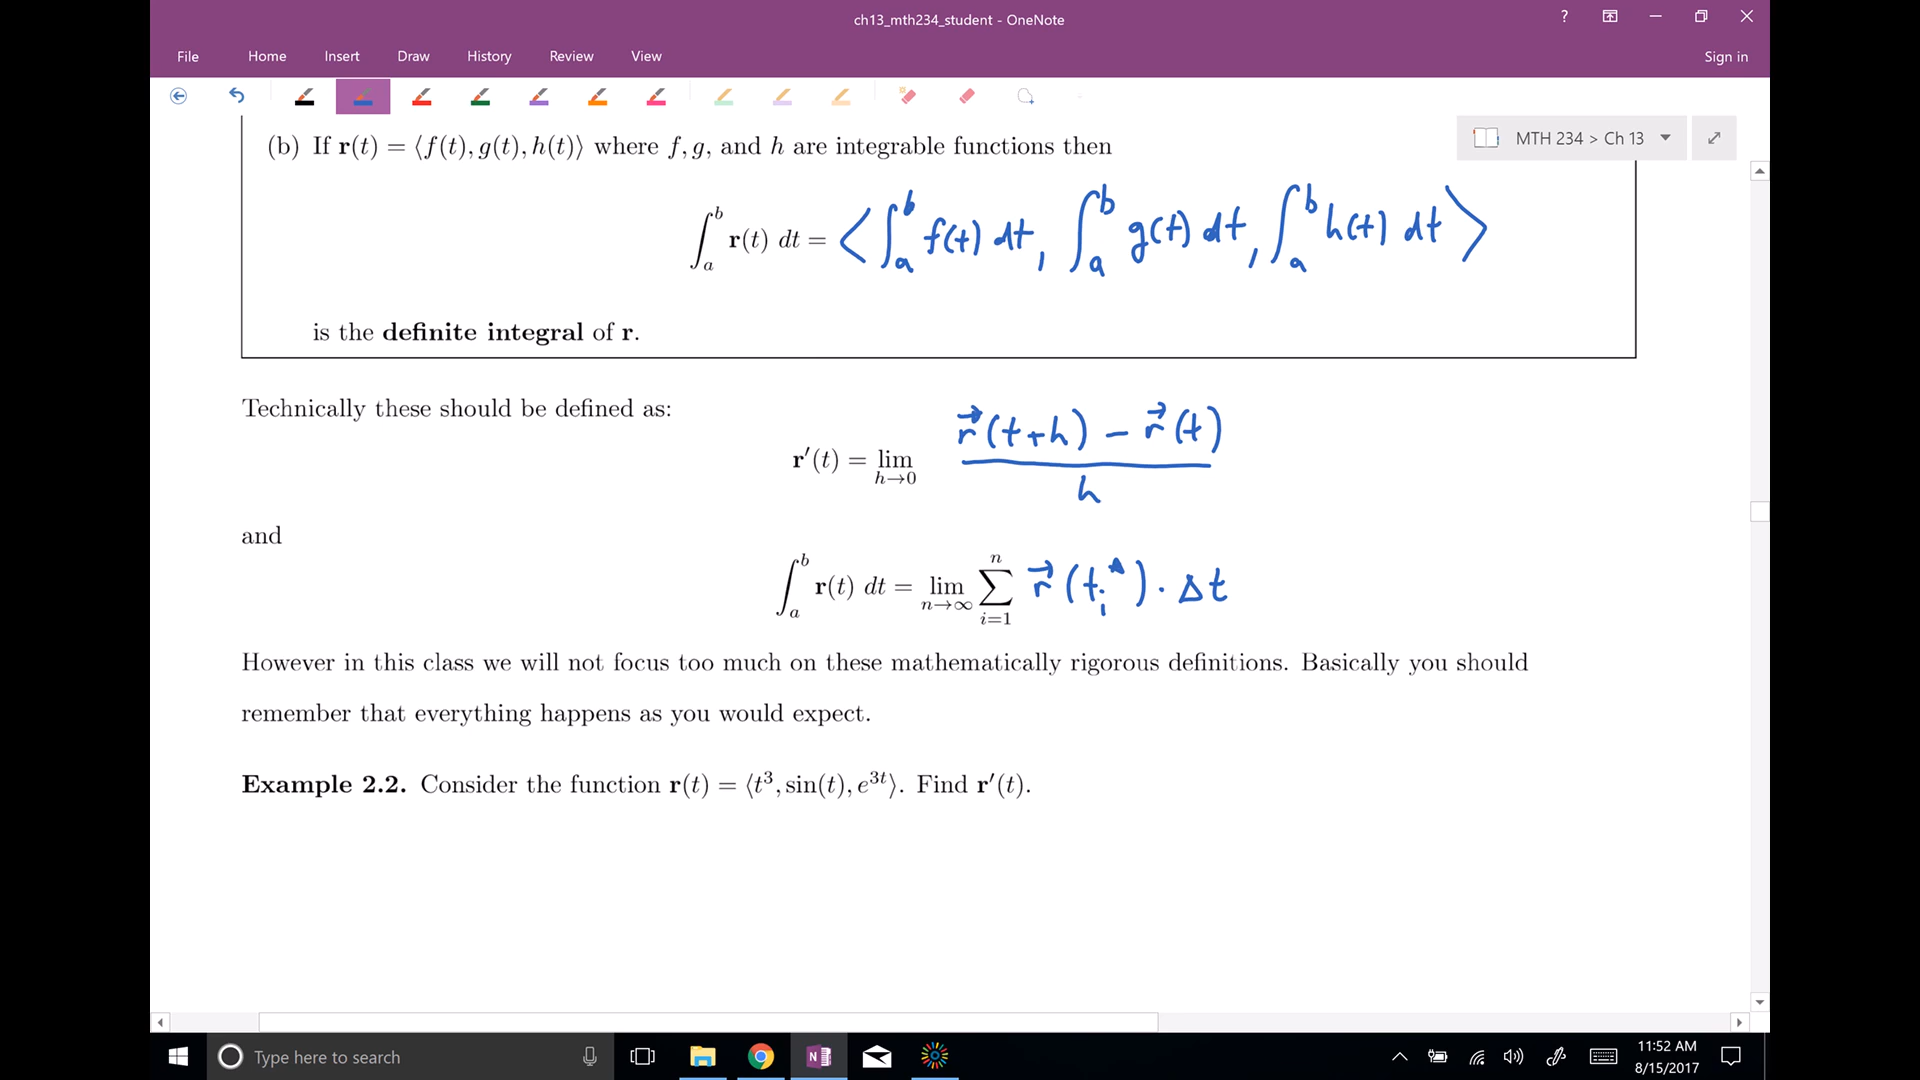 ch13_mth234_student - OneNote
?
File Home Insert Draw History Review View Sign in
MTH 234 > Ch 13
(b) If r(t) = ⟨f(t), g(t), h(t)⟩ where f, g, and h are integrable functions then
∫_a^b r(t) dt = ⟨∫_a^b f(t) dt, ∫_a^b g(t) dt, ∫_a^b h(t) dt⟩
is the definite integral of r.
Technically these should be defined as:
r′(t) = lim_{h→0} (r⃗(t+h) − r⃗(t)) / h
and
∫_a^b r(t) dt = lim_{n→∞} ∑_{i=1}^n r⃗(t_i^*) · Δt
However in this class we will not focus too much on these mathematically rigorous definitions. Basically you should
remember that everything happens as you would expect.
Example 2.2. Consider the function r(t) = ⟨t³, sin(t), e^{3t}⟩. Find r′(t).
Type here to search
N
11:52 AM
8/15/2017